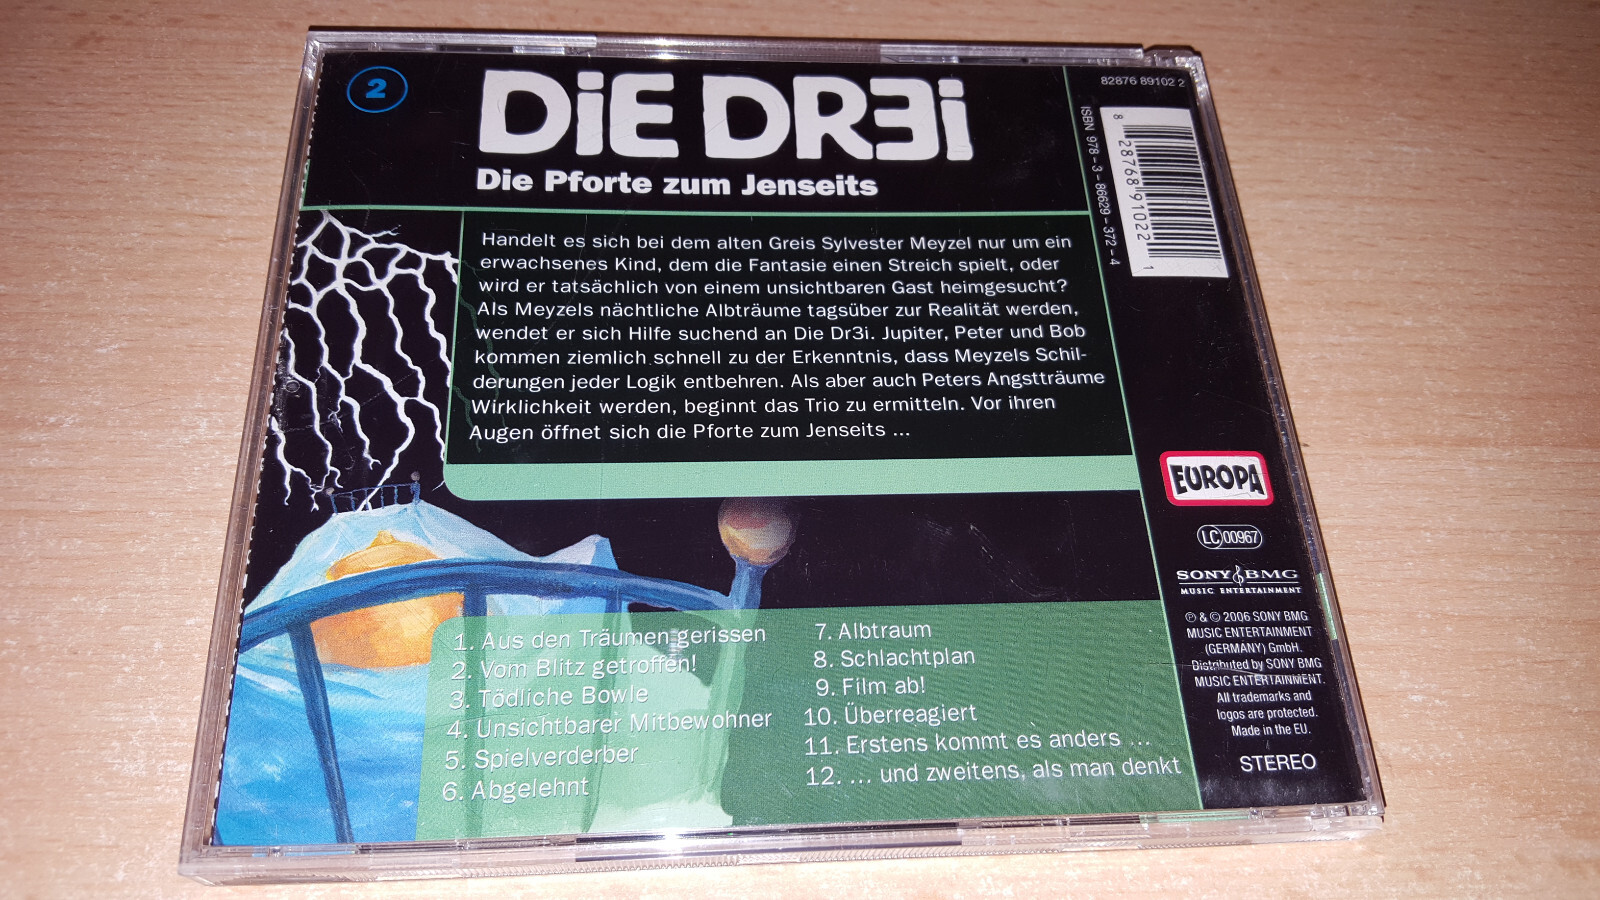 2
DiE DR3i
Die Pforte zum Jenseits
Handelt es sich bei dem alten Greis Sylvester Meyzel nur um ein
erwachsenes Kind, dem die Fantasie einen Streich spielt, oder
wird er tatsächlich von einem unsichtbaren Gast heimgesucht?
Als Meyzels nächtliche Albträume tagsüber zur Realität werden,
wendet er sich Hilfe suchend an Die Dr3i. Jupiter, Peter und Bob
kommen ziemlich schnell zu der Erkenntnis, dass Meyzels Schil-
derungen jeder Logik entbehren. Als aber auch Peters Angstträume
Wirklichkeit werden, beginnt das Trio zu ermitteln. Vor ihren
Augen öffnet sich die Pforte zum Jenseits ...
1. Aus den Träumen gerissen
2. Vom Blitz getroffen!
3. Tödliche Bowle
4. Unsichtbarer Mitbewohner
5. Spielverderber
6. Abgelehnt
7. Albtraum
8. Schlachtplan
9. Film ab!
10. Überreagiert
11. Erstens kommt es anders ...
12. ... und zweitens, als man denkt
82876 89102 2
ISBN 978-3-86629-372-4
8 28768 91022 1
EUROPA
LC 00967
SONY BMG
MUSIC ENTERTAINMENT
℗ & © 2006 SONY BMG
MUSIC ENTERTAINMENT
(GERMANY) GmbH.
Distributed by SONY BMG
MUSIC ENTERTAINMENT.
All trademarks and
logos are protected.
Made in the EU.
STEREO